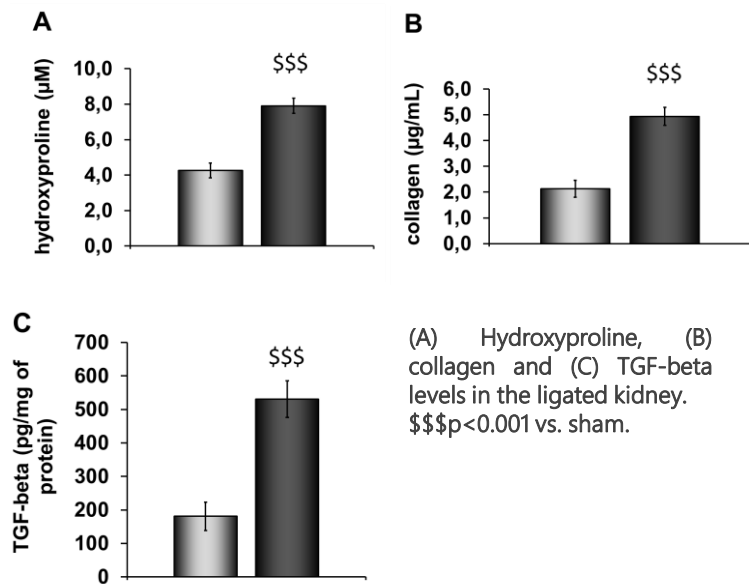 A
hydroxyproline (µM)
10,0
8,0
6,0
4,0
2,0
0,0
$$$
B
collagen (µg/mL)
6,0
5,0
4,0
3,0
2,0
1,0
0,0
$$$
C
TGF-beta (pg/mg of
protein)
700
600
500
400
300
200
100
0
$$$
(A) Hydroxyproline, (B)
collagen and (C) TGF-beta
levels in the ligated kidney.
$$$p<0.001 vs. sham.